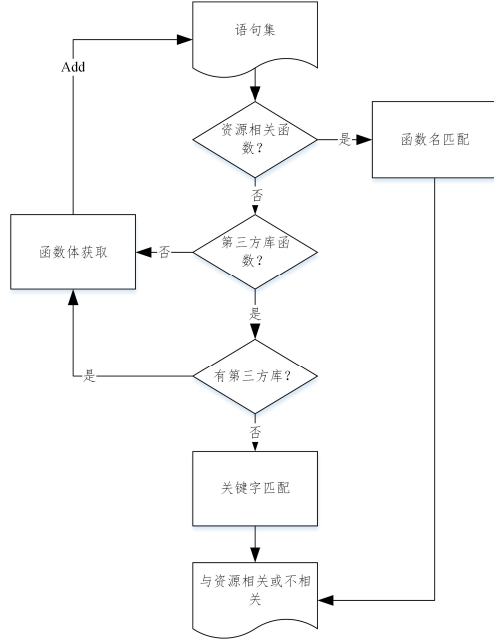 语句集
Add
资源相关函
数？
是
函数名匹配
否
函数体获取
否
第三方库函
数？
是
有第三方库？
是
否
关键字匹配
与资源相关或不相
关